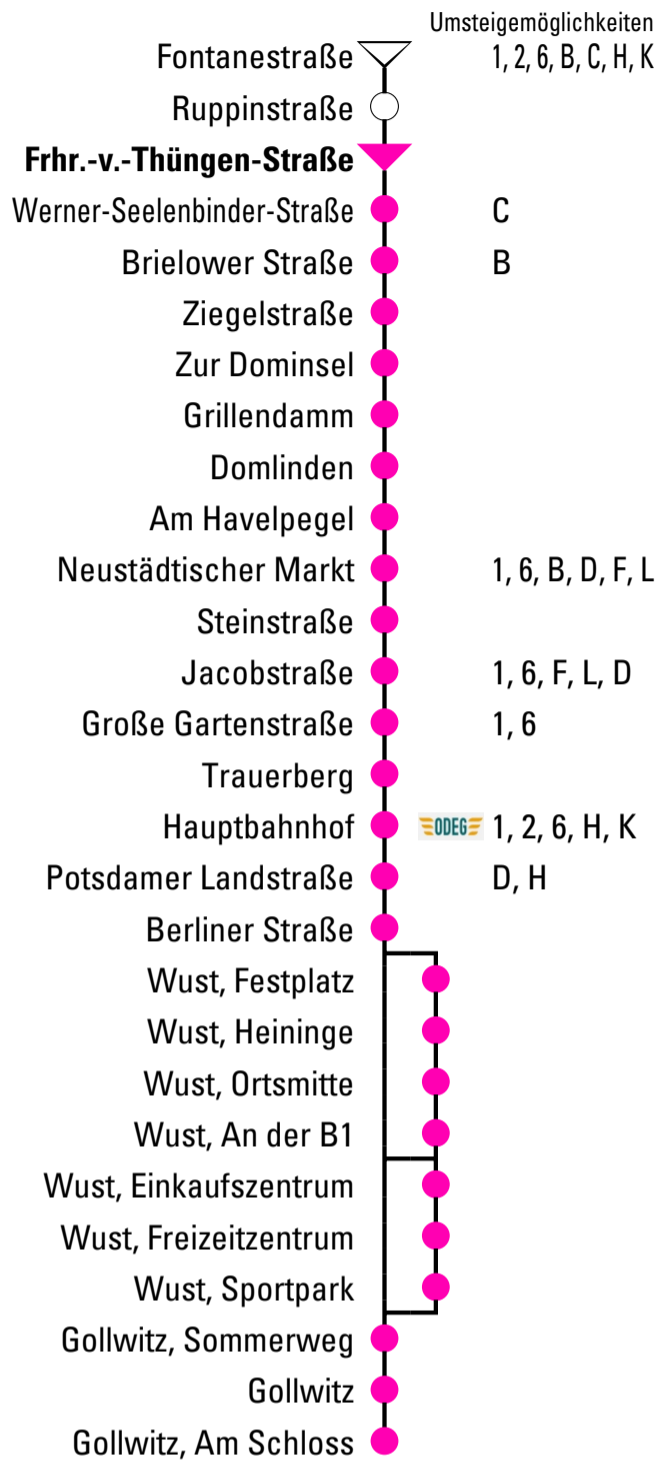 Umsteigemöglichkeiten
Fontanestraße 1, 2, 6, B, C, H, K
Ruppinstraße
Frhr.-v.-Thüngen-Straße
Werner-Seelenbinder-Straße C
Brielower Straße B
Ziegelstraße
Zur Dominsel
Grillendamm
Domlinden
Am Havelpegel
Neustädtischer Markt 1, 6, B, D, F, L
Steinstraße
Jacobstraße 1, 6, F, L, D
Große Gartenstraße 1, 6
Trauerberg
Hauptbahnhof ODEG 1, 2, 6, H, K
Potsdamer Landstraße D, H
Berliner Straße
Wust, Festplatz
Wust, Heininge
Wust, Ortsmitte
Wust, An der B1
Wust, Einkaufszentrum
Wust, Freizeitzentrum
Wust, Sportpark
Gollwitz, Sommerweg
Gollwitz
Gollwitz, Am Schloss